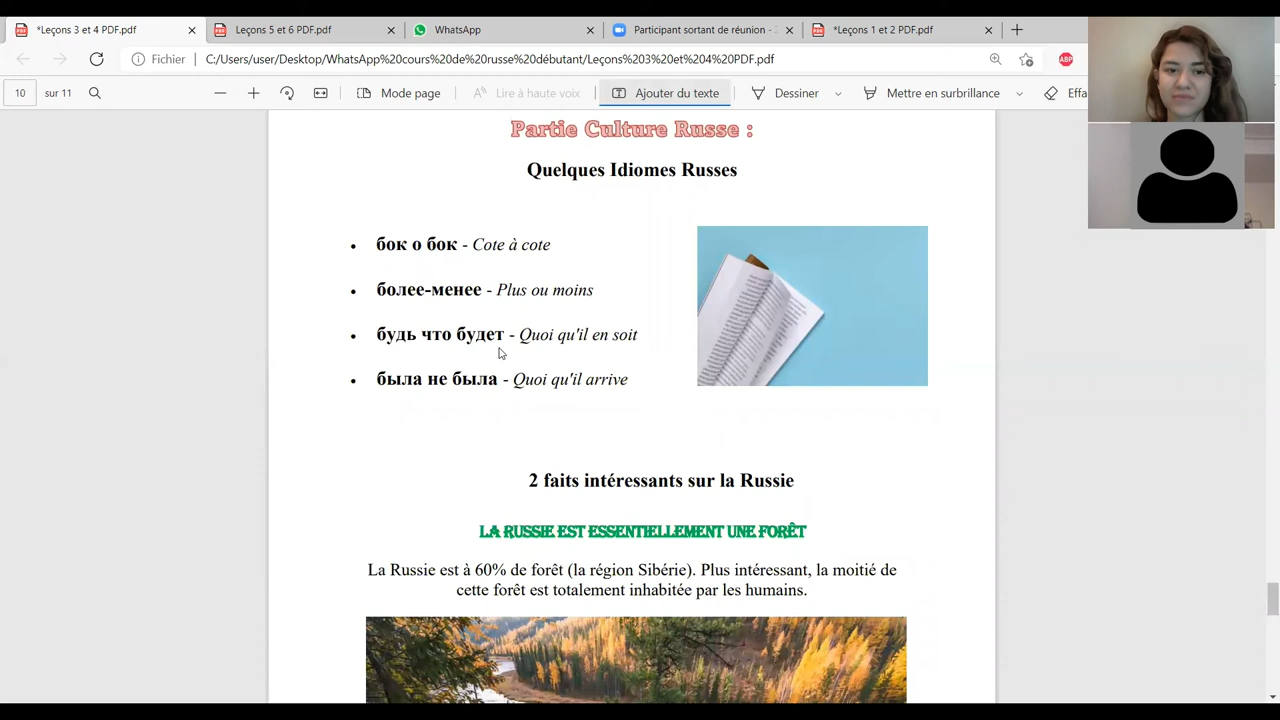 *Leçons 3 et 4 PDF.pdf
Leçons 5 et 6 PDF.pdf
WhatsApp
Participant sortant de réunion - 2
*Leçons 1 et 2 PDF.pdf
Fichier
C:/Users/user/Desktop/WhatsApp%20cours%20de%20russe%20débutant/Leçons%203%20et%204%20PDF.pdf
ABP
10 sur 11
Mode page
Lire à haute voix
Ajouter du texte
Dessiner
Mettre en surbrillance
Effa
Partie Culture Russe :
Quelques Idiomes Russes
• бок о бок - Cote à cote
• более-менее - Plus ou moins
• будь что будет - Quoi qu'il en soit
• была не была - Quoi qu'il arrive
2 faits intéressants sur la Russie
LA RUSSIE EST ESSENTIELLEMENT UNE FORÊT
La Russie est à 60% de forêt (la région Sibérie). Plus intéressant, la moitié de
cette forêt est totalement inhabitée par les humains.